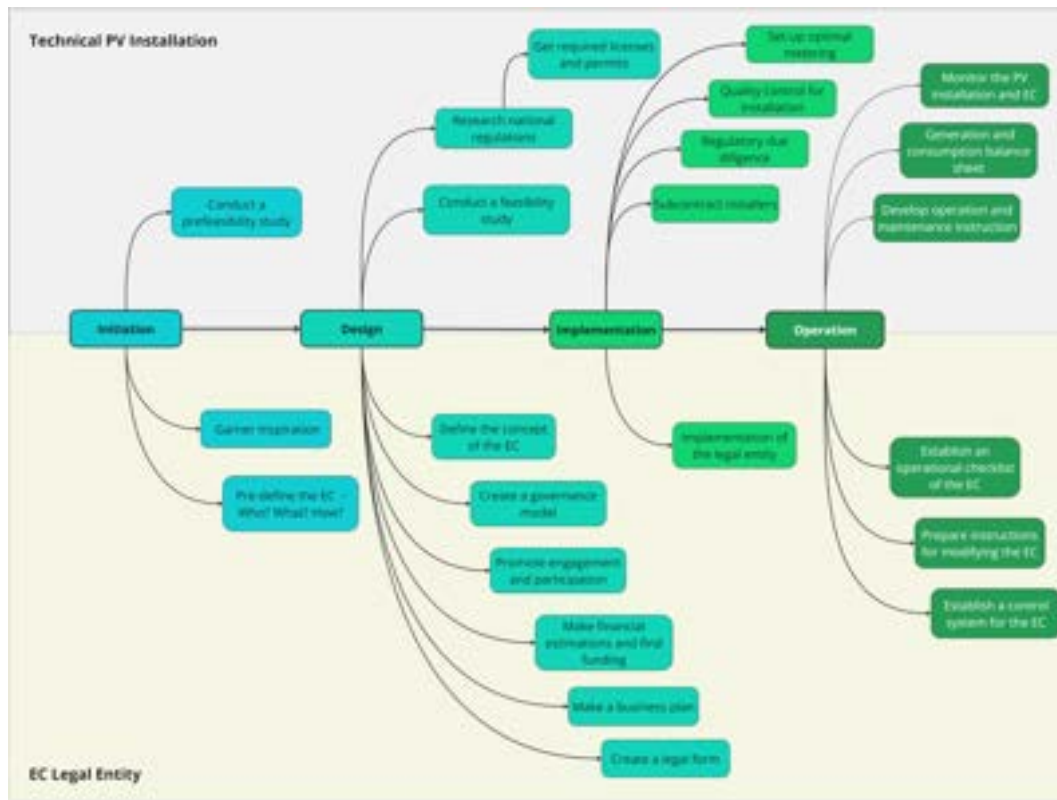 Technical PV Installation
Get required licenses
and permits
Set up optimal
metering
Monitor the PV
installation and EC
Research national
regulations
Quality control for
installation
Generation and
consumption balance
sheet
Regulatory due
diligence
Conduct a
prefeasibility study
Conduct a feasibility
study
Subcontract installers
Develop operation and
maintenance instruction
Initiation
Design
Implementation
Operation
Garner inspiration
Define the concept
of the EC
Implementation of
the legal entity
Establish an
operational checklist
of the EC
Pre-define the EC -
Who? What? How?
Create a governance
model
Prepare instructions
for modifying the EC
Promote engagement
and participation
Make financial
estimations and find
funding
Establish a control
system for the EC
Make a business plan
Create a legal form
EC Legal Entity